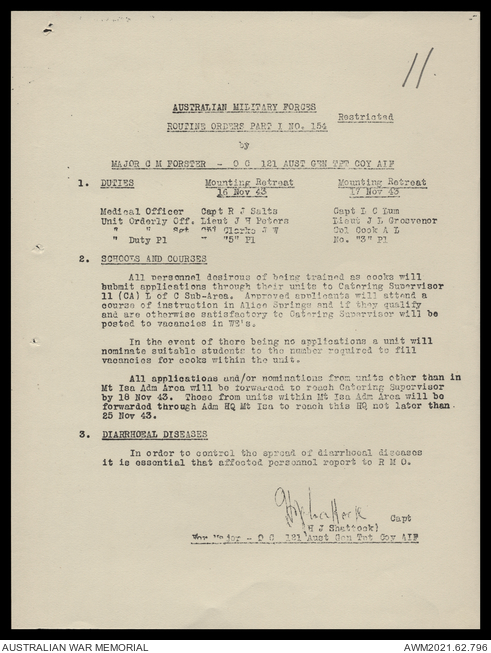 11.
AUSTRALIAN MILITARY FORCES
Restricted
ROUTINE ORDERS PART I NO. 154
by
MAJOR C M FORSTER - O C 121 AUST GEN TPT COY AIF
1. DUTIES Mounting Retreat Mounting Retreat
16 Nov 43 17 Nov 43
Medical Officer Capt R J Salts Capt L C Lum
Unit Orderly Off. Lieut J H Peters Lieut J L Grosvenor
" " Sgt Clarke J W Cpl Cook A L
" Duty Pl " "5" Pl No. "3" Pl
2. SCHOOLS AND COURSES
All personnel desirous of being trained as cooks will
submit applications through their units to Catering Supervisor
11 (CA) L of C Sub-Area. Approved applicants will attend a
course of instruction in Alice Springs and if they qualify
and are otherwise satisfactory to Catering Supervisor will be
posted to vacancies in WE's.
In the event of there being no applications a unit will
nominate suitable students to the number required to fill
vacancies for cooks within the unit.
All applications and/or nominations from units other than in
Mt Isa Adm Area will be forwarded to reach Catering Supervisor
by 18 Nov 43. Those from units within Mt Isa Adm Area will be
forwarded through Adm HQ Mt Isa to reach this HQ not later than
25 Nov 43.
3. DIARRHOEAL DISEASES
In order to control the spread of diarrhoeal diseases
it is essential that affected personnel report to R M O.
HJ Shattock
Capt
(H J Shattock)
For Major - O C 121 Aust Gen Tpt Coy AIF
AUSTRALIAN WAR MEMORIAL AWM2021.62.796